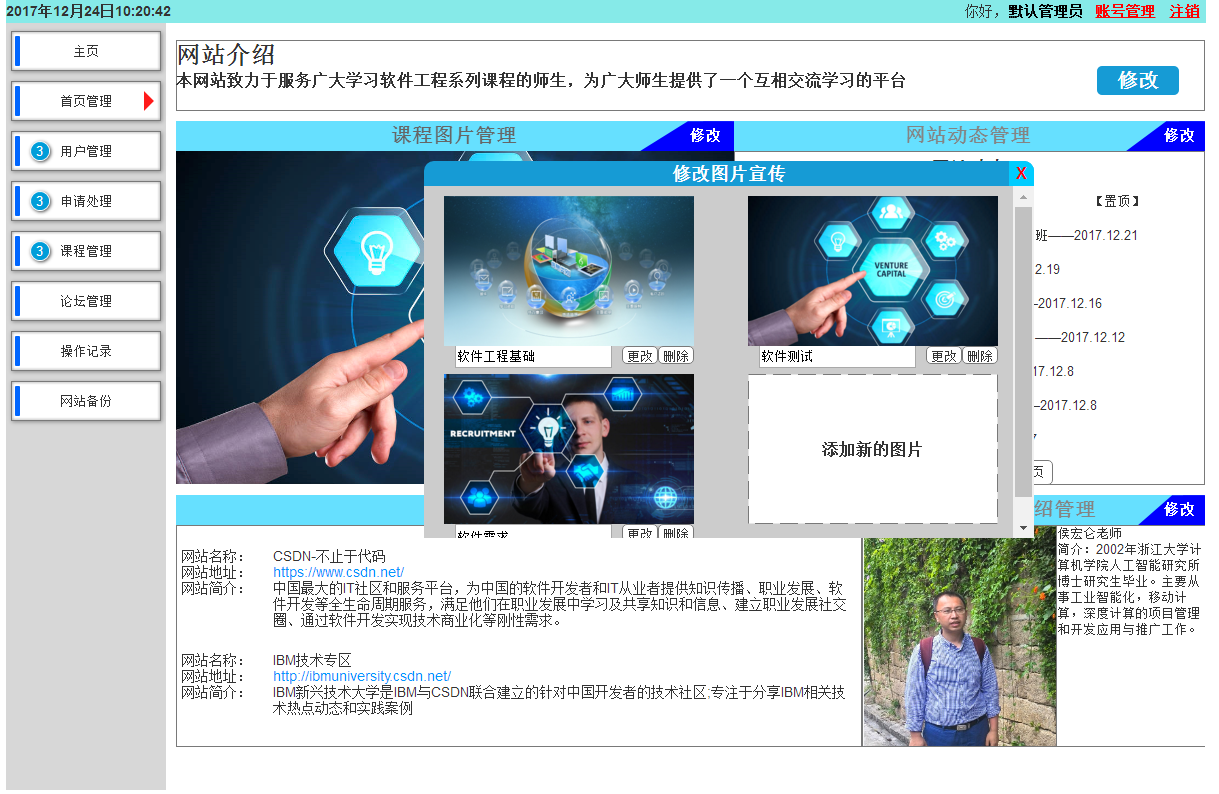 2017年12月24日10:20:42
你好，默认管理员 账号管理 注销
主页
首页管理
3 用户管理
3 申请处理
3 课程管理
论坛管理
操作记录
网站备份
网站介绍
本网站致力于服务广大学习软件工程系列课程的师生，为广大师生提供了一个互相交流学习的平台
修改
课程图片管理
修改
网站动态管理
修改
【置顶】
班——2017.12.21
2.19
-2017.12.16
——2017.12.12
17.12.8
–2017.12.8
页
修改图片宣传
X
VENTURE
CAPITAL
软件工程基础
更改
删除
软件测试
更改
删除
RECRUITMENT
添加新的图片
软件需求
更改
删除
绍管理
修改
网站名称： CSDN-不止于代码
网站地址： https://www.csdn.net/
网站简介： 中国最大的IT社区和服务平台，为中国的软件开发者和IT从业者提供知识传播、职业发展、软
件开发等全生命周期服务，满足他们在职业发展中学习及共享知识和信息、建立职业发展社交
圈、通过软件开发实现技术商业化等刚性需求。
网站名称： IBM技术专区
网站地址： http://ibmuniversity.csdn.net/
网站简介： IBM新兴技术大学是IBM与CSDN联合建立的针对中国开发者的技术社区;专注于分享IBM相关技
术热点动态和实践案例
侯宏仑老师
简介：2002年浙江大学计
算机学院人工智能研究所
博士研究生毕业。主要从
事工业智能化，移动计
算，深度计算的项目管理
和开发应用与推广工作。